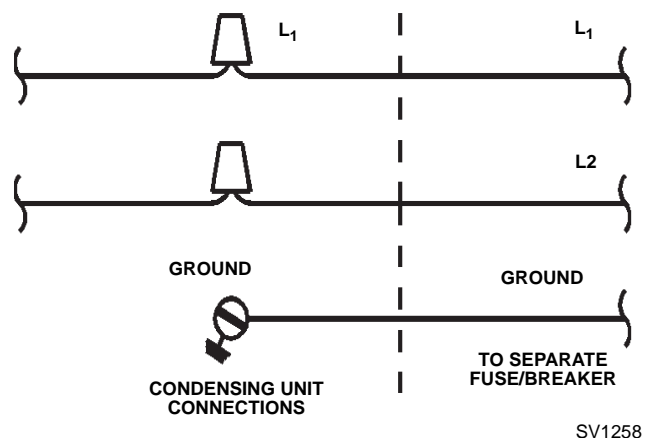 L₁
L₁
L2
GROUND
GROUND
CONDENSING UNIT
CONNECTIONS
TO SEPARATE
FUSE/BREAKER
SV1258